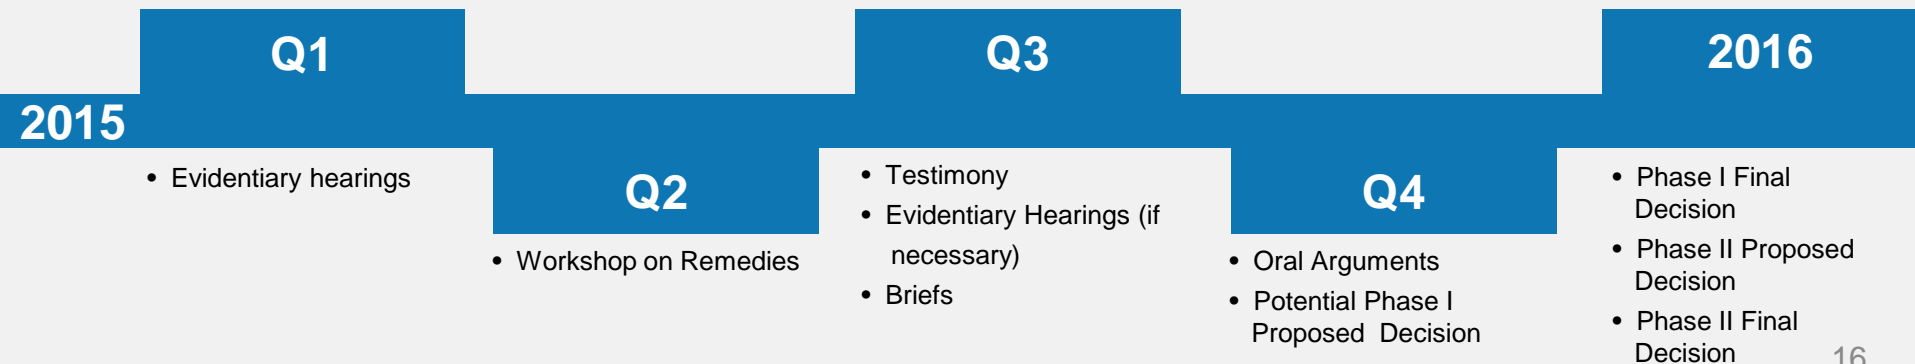 2015
Q1
• Evidentiary hearings
Q2
• Workshop on Remedies
Q3
• Testimony
• Evidentiary Hearings (if
necessary)
• Briefs
Q4
• Oral Arguments
• Potential Phase I
Proposed Decision
2016
• Phase I Final
Decision
• Phase II Proposed
Decision
• Phase II Final
Decision
16